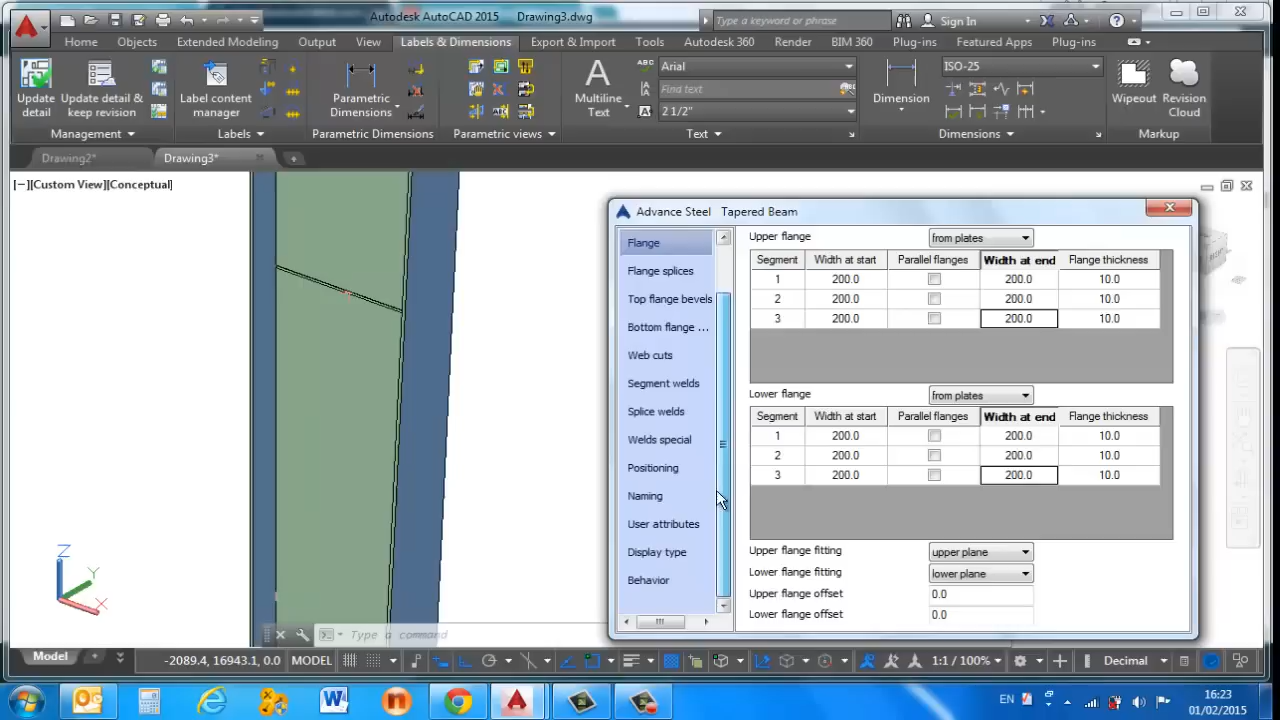 Autodesk AutoCAD 2015 Drawing3.dwg
Type a keyword or phrase
Sign In
Home Objects Extended Modeling Output View Labels & Dimensions Export & Import Tools Autodesk 360 Render BIM 360 Plug-ins Featured Apps Plug-ins
Update detail
Update detail & keep revision
Label content manager
Parametric Dimensions
Multiline Text
Arial
Find text
2 1/2"
Dimension
ISO-25
Wipeout
Revision Cloud
Management Labels Parametric Dimensions Parametric views Text Dimensions Markup
Drawing2* Drawing3*
[−][Custom View][Conceptual]
Advance Steel Tapered Beam
Flange
Flange splices
Top flange bevels
Bottom flange ...
Web cuts
Segment welds
Splice welds
Welds special
Positioning
Naming
User attributes
Display type
Behavior
Upper flange from plates
Segment Width at start Parallel flanges Width at end Flange thickness
1 200.0 200.0 10.0
2 200.0 200.0 10.0
3 200.0 200.0 10.0
Lower flange from plates
Segment Width at start Parallel flanges Width at end Flange thickness
1 200.0 200.0 10.0
2 200.0 200.0 10.0
3 200.0 200.0 10.0
Upper flange fitting upper plane
Lower flange fitting lower plane
Upper flange offset 0.0
Lower flange offset 0.0
Z
Y
X
Type a command
Model
-2089.4, 16943.1, 0.0 MODEL 1:1 / 100% Decimal
EN 16:23
01/02/2015